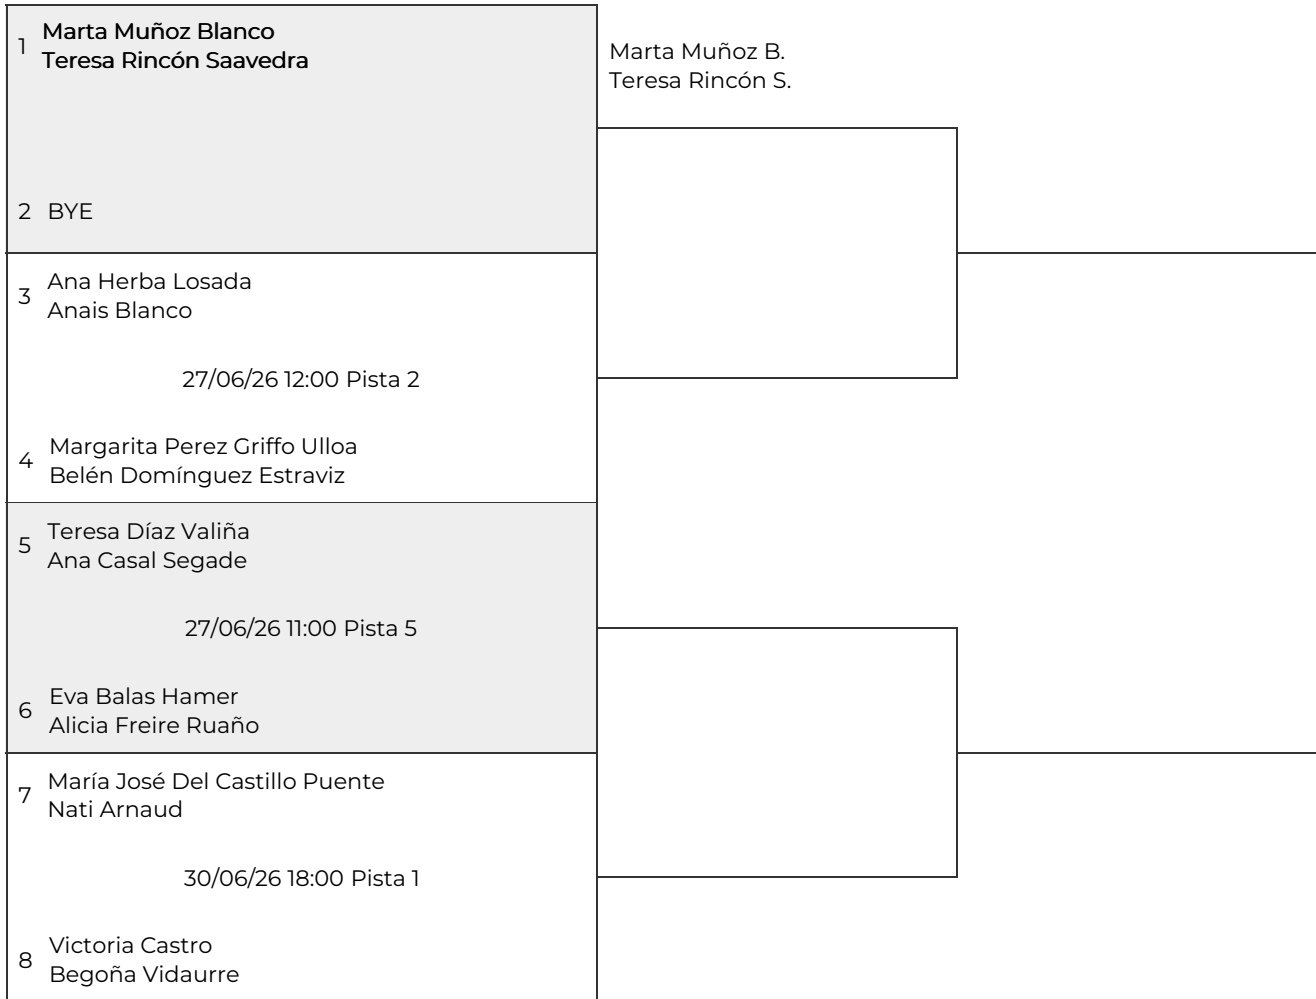 1
Marta Muñoz Blanco
Teresa Rincón Saavedra
Marta Muñoz B.
Teresa Rincón S.
2 BYE
3
Ana Herba Losada
Anais Blanco
27/06/26 12:00 Pista 2
4
Margarita Perez Griffo Ulloa
Belén Domínguez Estraviz
5
Teresa Díaz Valiña
Ana Casal Segade
27/06/26 11:00 Pista 5
6
Eva Balas Hamer
Alicia Freire Ruaño
7
María José Del Castillo Puente
Nati Arnaud
30/06/26 18:00 Pista 1
8
Victoria Castro
Begoña Vidaurre